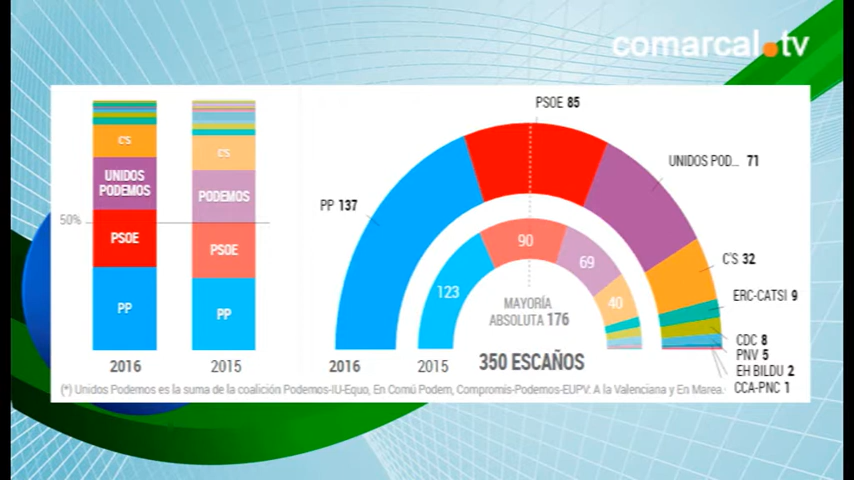 comarcal.tv
C'S
UNIDOS
PODEMOS
PSOE
PP
2016
50%
C'S
PODEMOS
PSOE
PP
2015
PSOE 85
UNIDOS POD... 71
PP 137
C'S 32
ERC-CATSI 9
CDC 8
PNV 5
EH BILDU 2
CCA-PNC 1
90
69
123
40
MAYORÍA
ABSOLUTA 176
2016
2015
350 ESCAÑOS
(*) Unidos Podemos es la suma de la coalición Podemos-IU-Equo, En Comú Podem, Compromís-Podemos-EUPV: A la Valenciana y En Marea.